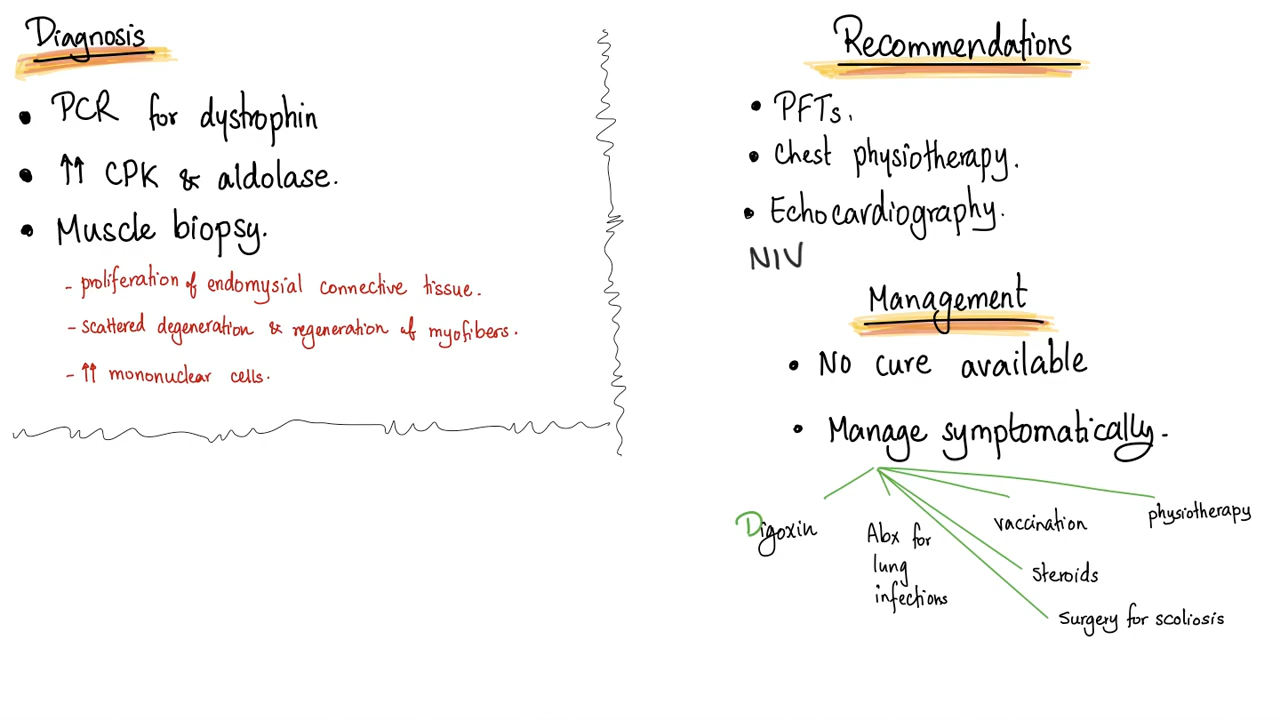 Diagnosis
• PCR for dystrophin
• ↑↑ CPK & aldolase.
• Muscle biopsy.
- proliferation of endomysial connective tissue.
- scattered degeneration & regeneration of myofibers.
- ↑↑ mononuclear cells.
Recommendations
• PFTs.
• Chest physiotherapy.
• Echocardiography.
NIV
Management
• No cure available
• Manage symptomatically.
Digoxin
Abx for
lung
infections
vaccination
physiotherapy
Steroids
Surgery for scoliosis